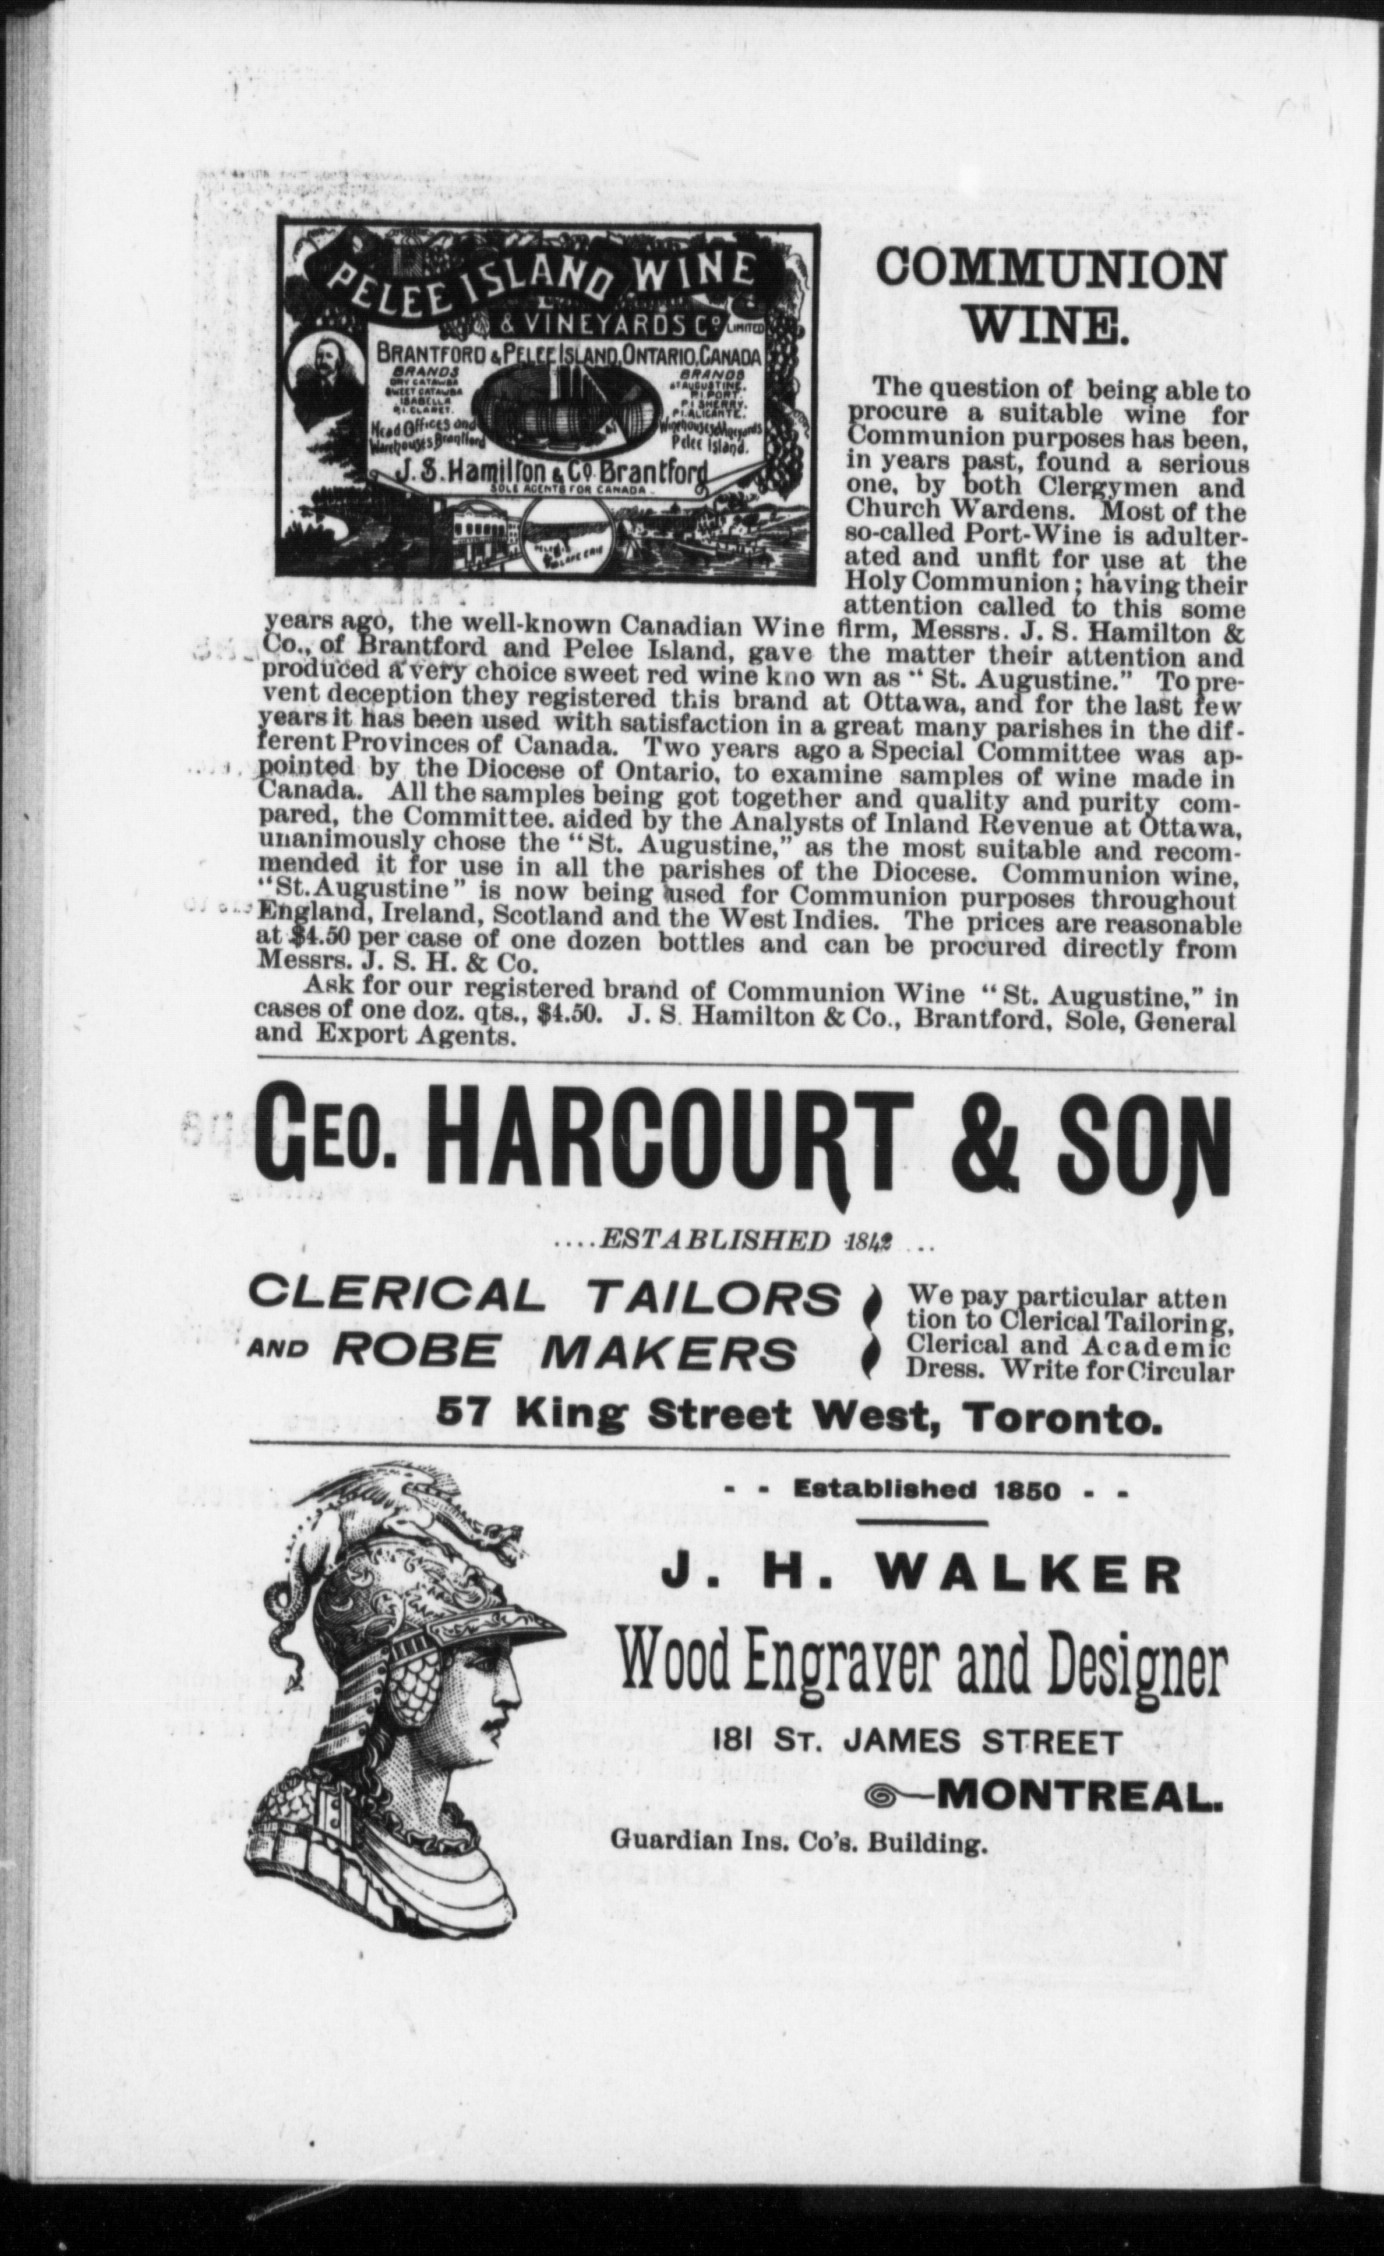 PELEE ISLAND WINE
& VINEYARDS Co LIMITED
BRANTFORD & PELEE ISLAND, ONTARIO, CANADA
BRANDS
DRY CATAWBA
SWEET CATAWBA
ISABELLA
P.I. CLARET.
Head Offices and
Warehouses Brantford
BRANDS
ST AUGUSTINE.
P.I. PORT.
P.I. SHERRY.
P.I. ALICANTE.
Winehouses & Vineyards
Pelee Island.
J. S. Hamilton & Co. Brantford
SOLE AGENTS FOR CANADA.
LAKE ERIE
COMMUNION
WINE.
The question of being able to
procure a suitable wine for
Communion purposes has been,
in years past, found a serious
one, by both Clergymen and
Church Wardens. Most of the
so-called Port-Wine is adulter-
ated and unfit for use at the
Holy Communion; having their
attention called to this some
years ago, the well-known Canadian Wine firm, Messrs. J. S. Hamilton &
Co., of Brantford and Pelee Island, gave the matter their attention and
produced a very choice sweet red wine kno wn as "St. Augustine." To pre-
vent deception they registered this brand at Ottawa, and for the last few
years it has been used with satisfaction in a great many parishes in the dif-
ferent Provinces of Canada. Two years ago a Special Committee was ap-
pointed by the Diocese of Ontario, to examine samples of wine made in
Canada. All the samples being got together and quality and purity com-
pared, the Committee. aided by the Analysts of Inland Revenue at Ottawa,
unanimously chose the "St. Augustine," as the most suitable and recom-
mended it for use in all the parishes of the Diocese. Communion wine,
"St. Augustine" is now being used for Communion purposes throughout
England, Ireland, Scotland and the West Indies. The prices are reasonable
at $4.50 per case of one dozen bottles and can be procured directly from
Messrs. J. S. H. & Co.
Ask for our registered brand of Communion Wine "St. Augustine," in
cases of one doz. qts., $4.50. J. S. Hamilton & Co., Brantford, Sole, General
and Export Agents.
GEO. HARCOURT & SON
....ESTABLISHED 1842 ...
CLERICAL TAILORS
AND ROBE MAKERS
We pay particular atten
tion to Clerical Tailoring,
Clerical and Academic
Dress. Write for Circular
57 King Street West, Toronto.
- - Established 1850 - -
J. H. WALKER
Wood Engraver and Designer
181 ST. JAMES STREET
MONTREAL.
Guardian Ins. Co's. Building.